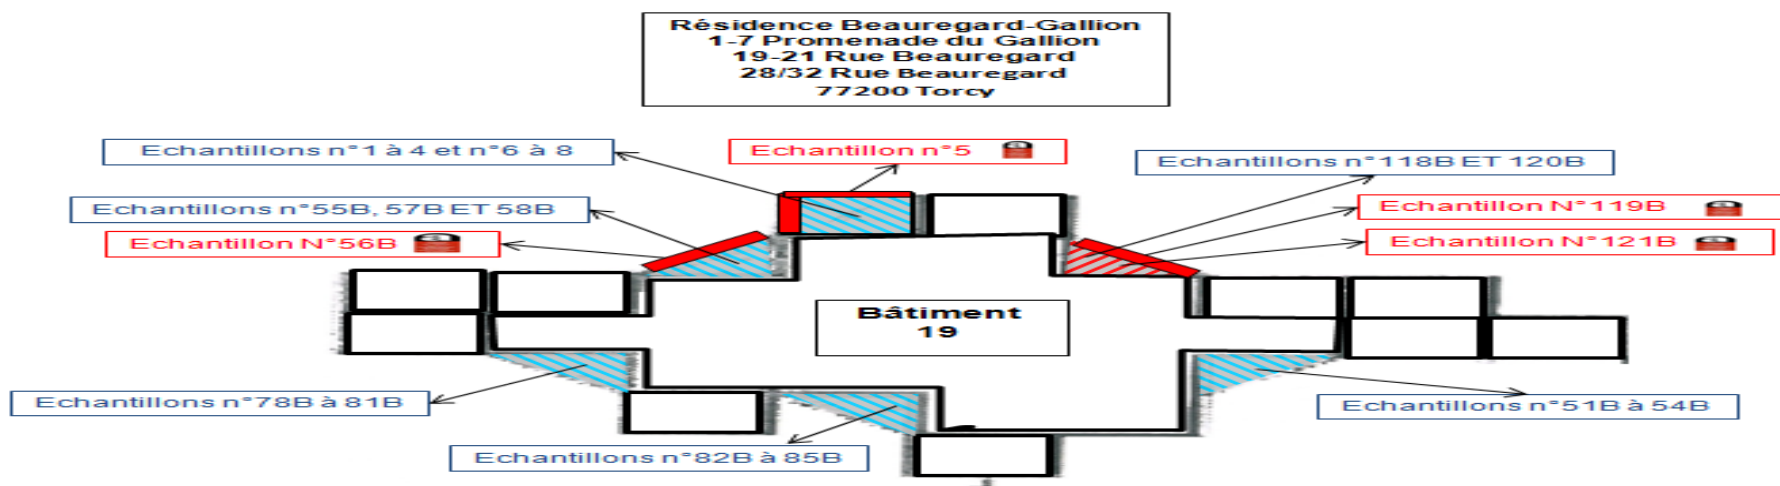 Résidence Beauregard-Gallion
1-7 Promenade du Gallion
19-21 Rue Beauregard
28/32 Rue Beauregard
77200 Torcy
Echantillons n°1 à 4 et n°6 à 8
Echantillon n°5
Echantillons n°118B ET 120B
Echantillons n°55B, 57B ET 58B
Echantillon N°119B
Echantillon N°56B
Echantillon N°121B
Bâtiment
19
Echantillons n°78B à 81B
Echantillons n°51B à 54B
Echantillons n°82B à 85B